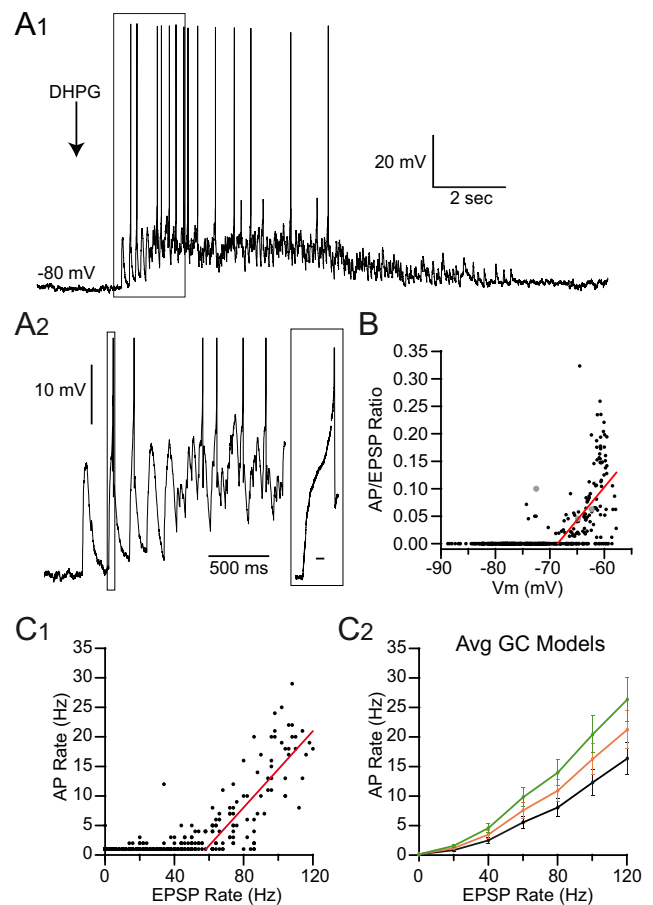 A1
DHPG
20 mV
2 sec
-80 mV
A2
10 mV
500 ms
B
0.35
0.30
0.25
0.20
0.15
0.10
0.05
0.00
AP/EPSP Ratio
-90
-80
-70
-60
Vm (mV)
C1
35
30
25
20
15
10
5
0
AP Rate (Hz)
0
40
80
120
EPSP Rate (Hz)
C2
Avg GC Models
35
30
25
20
15
10
5
0
AP Rate (Hz)
0
40
80
120
EPSP Rate (Hz)